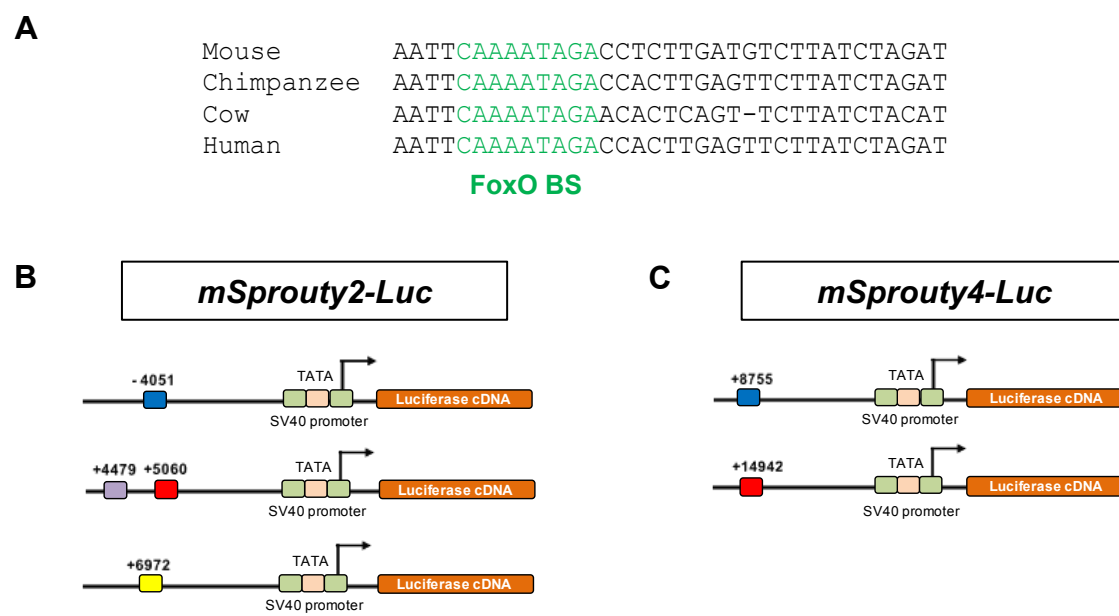 A
Mouse AATTCAAAATAGACCTCTTGATGTCTTATCTAGAT
Chimpanzee AATTCAAAATAGACCACTTGAGTTCTTATCTAGAT
Cow AATTCAAAATAGAACACTCAGT-TCTTATCTACAT
Human AATTCAAAATAGACCACTTGAGTTCTTATCTAGAT
FoxO BS
B
mSprouty2-Luc
- 4051
TATA
Luciferase cDNA
SV40 promoter
+4479 +5060
TATA
Luciferase cDNA
SV40 promoter
+6972
TATA
Luciferase cDNA
SV40 promoter
C
mSprouty4-Luc
+8755
TATA
Luciferase cDNA
SV40 promoter
+14942
TATA
Luciferase cDNA
SV40 promoter